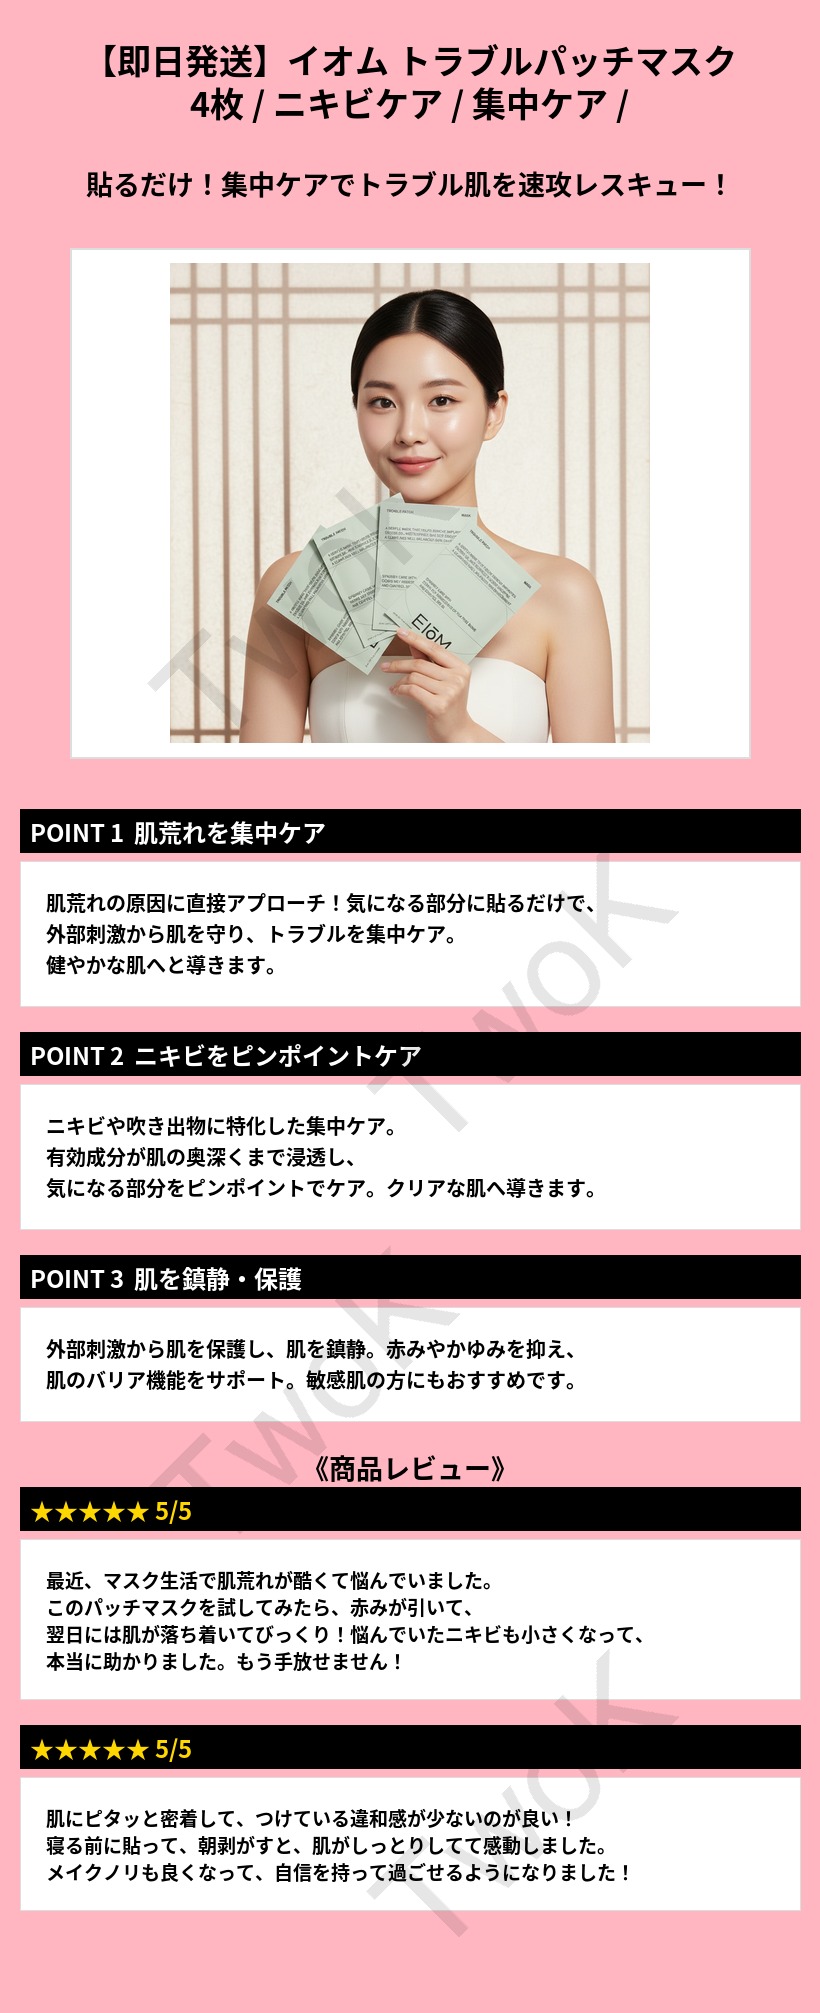 【即日発送】イオム トラブルパッチマスク
4枚 / ニキビケア / 集中ケア /
貼るだけ！集中ケアでトラブル肌を速攻レスキュー！
TROUBLE PATCH
MASK
ElōM
TwoK
POINT 1 肌荒れを集中ケア
肌荒れの原因に直接アプローチ！気になる部分に貼るだけで、
外部刺激から肌を守り、トラブルを集中ケア。
健やかな肌へと導きます。
TwoK
POINT 2 ニキビをピンポイントケア
ニキビや吹き出物に特化した集中ケア。
有効成分が肌の奥深くまで浸透し、
気になる部分をピンポイントでケア。クリアな肌へ導きます。
POINT 3 肌を鎮静・保護
外部刺激から肌を保護し、肌を鎮静。赤みやかゆみを抑え、
肌のバリア機能をサポート。敏感肌の方にもおすすめです。
TwoK
《商品レビュー》
★★★★★ 5/5
最近、マスク生活で肌荒れが酷くて悩んでいました。
このパッチマスクを試してみたら、赤みが引いて、
翌日には肌が落ち着いてびっくり！悩んでいたニキビも小さくなって、
本当に助かりました。もう手放せません！
★★★★★ 5/5
肌にピタッと密着して、つけている違和感が少ないのが良い！
寝る前に貼って、朝剥がすと、肌がしっとりしてて感動しました。
メイクノリも良くなって、自信を持って過ごせるようになりました！
TwoK